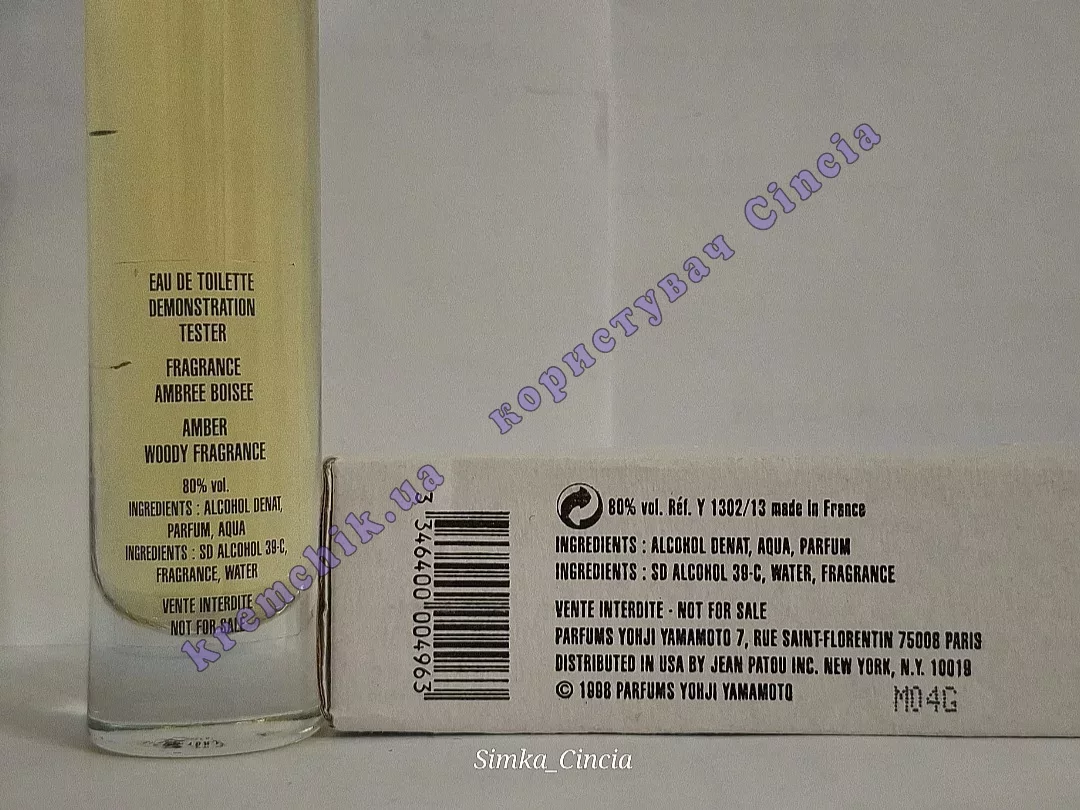 EAU DE TOILETTE
DEMONSTRATION
TESTER
FRAGRANCE
AMBREE BOISEE
AMBER
WOODY FRAGRANCE
80% vol.
INGREDIENTS : ALCOHOL DENAT,
PARFUM, AQUA
INGREDIENTS : SD ALCOHOL 39-C,
FRAGRANCE, WATER
VENTE INTERDITE
NOT FOR SALE
3 346400 004963
80% vol. Réf. Y 1302/13 made in France
INGREDIENTS : ALCOHOL DENAT, AQUA, PARFUM
INGREDIENTS : SD ALCOHOL 39-C, WATER, FRAGRANCE
VENTE INTERDITE - NOT FOR SALE
PARFUMS YOHJI YAMAMOTO 7, RUE SAINT-FLORENTIN 75008 PARIS
DISTRIBUTED IN USA BY JEAN PATOU INC. NEW YORK, N.Y. 10019
© 1998 PARFUMS YOHJI YAMAMOTO
M04G
kremchik.ua користувач Cincia
Simka_Cincia